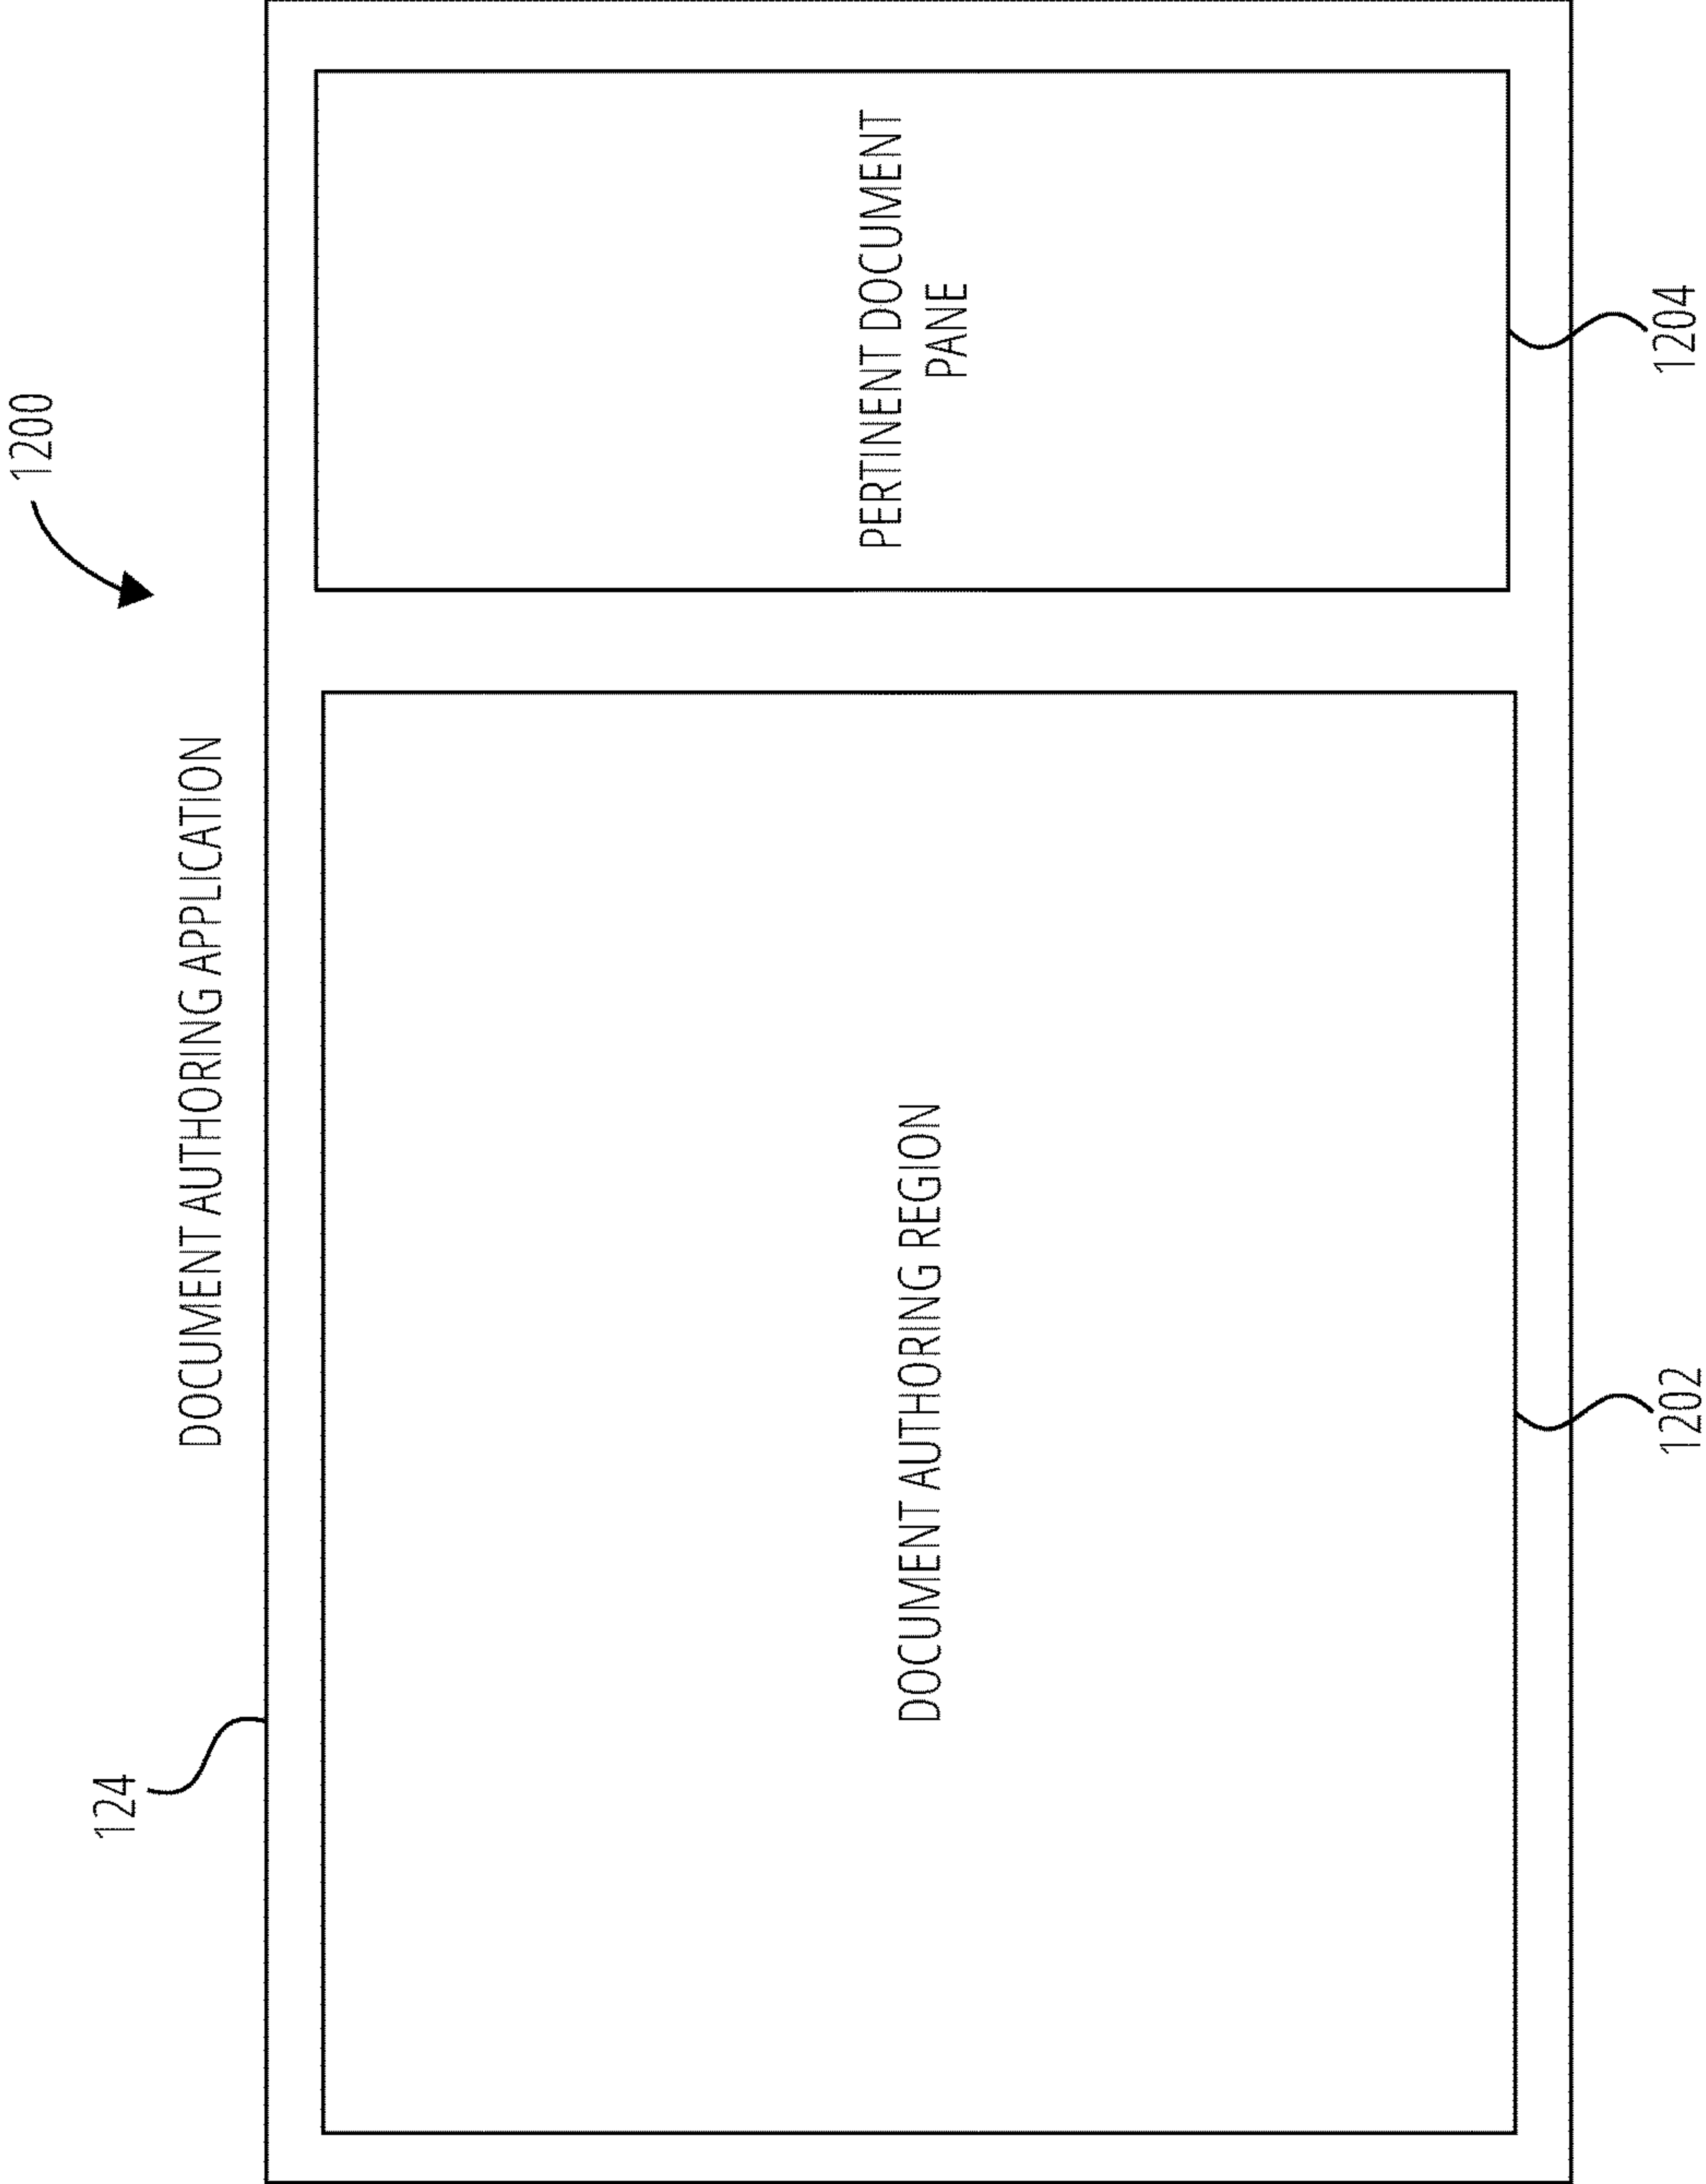 1200
DOCUMENT AUTHORING APPLICATION
124
DOCUMENT AUTHORING REGION
PERTINENT DOCUMENT
PANE
1202
1204